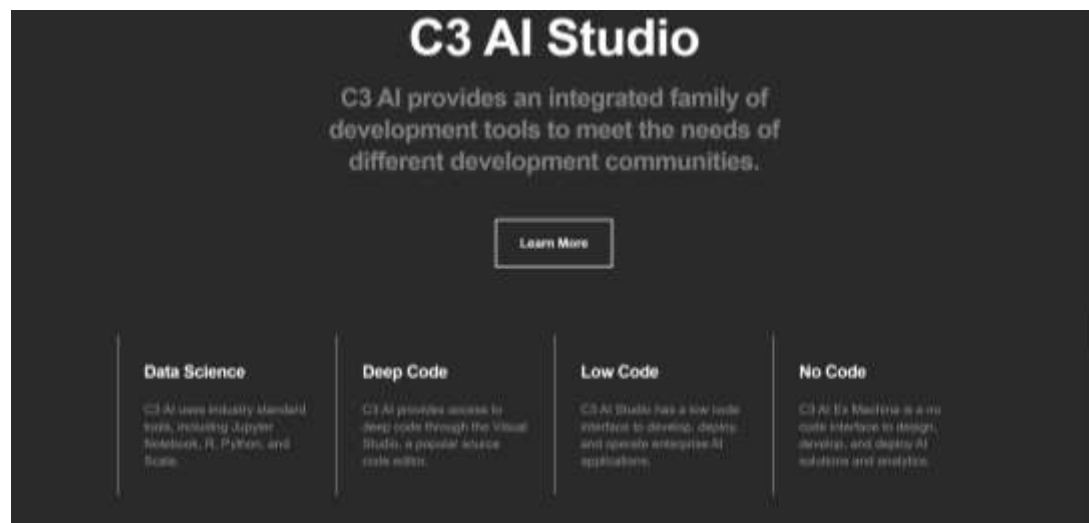 C3 AI Studio
C3 AI provides an integrated family of
development tools to meet the needs of
different development communities.
Learn More
Data Science
C3 AI uses industry standard
tools, including Jupyter
Notebook, R, Python, and
Scala.
Deep Code
C3 AI provides access to
deep code through the Visual
Studio, a popular source
code editor.
Low Code
C3 AI Studio has a low code
interface to develop, deploy,
and operate enterprise AI
applications.
No Code
C3 AI Ex Machina is a no
code interface to design,
develop, and deploy AI
solutions and analytics.